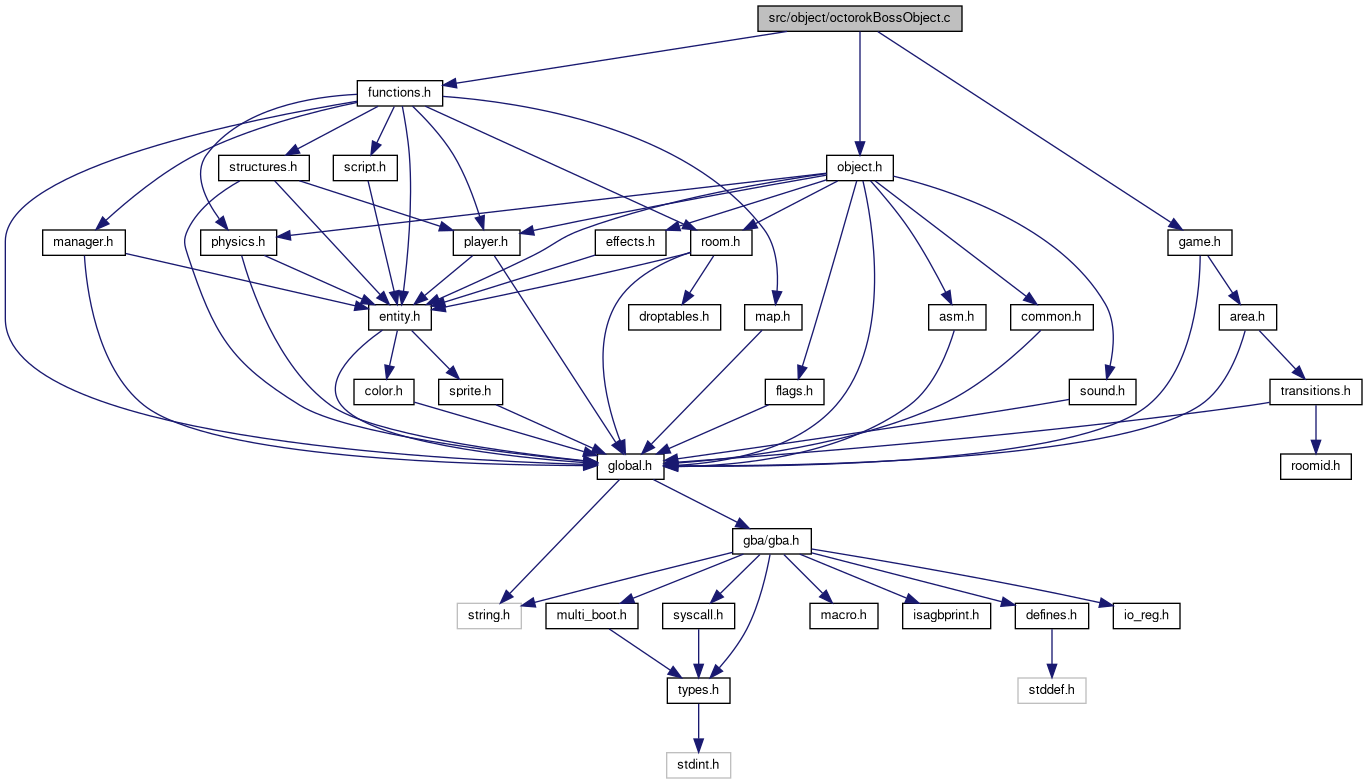 src/object/octorokBossObject.c
functions.h
structures.h
script.h
object.h
manager.h
physics.h
player.h
effects.h
room.h
game.h
entity.h
droptables.h
map.h
asm.h
common.h
area.h
color.h
sprite.h
flags.h
sound.h
transitions.h
global.h
roomid.h
gba/gba.h
string.h
multi_boot.h
syscall.h
macro.h
isagbprint.h
defines.h
io_reg.h
types.h
stddef.h
stdint.h